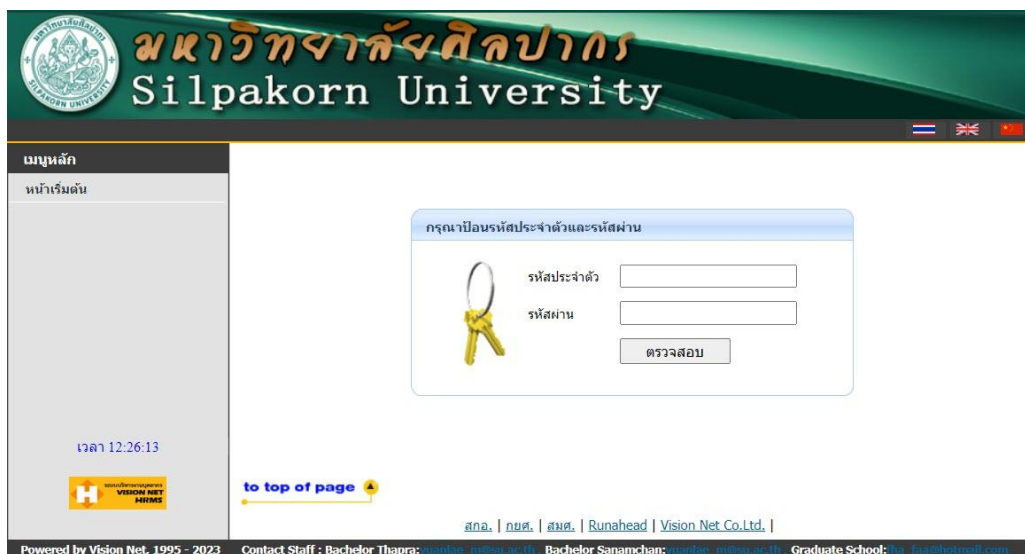 มหาวิทยาลัยศิลปากร
Silpakorn University
เมนูหลัก
หน้าเริ่มต้น
กรุณาป้อนรหัสประจำตัวและรหัสผ่าน
รหัสประจำตัว
รหัสผ่าน
ตรวจสอบ
เวลา 12:26:13
VISION NET
HRMS
to top of page
สกอ. | กยศ. | สมศ. | Runahead | Vision Net Co.Ltd. |
Powered by Vision Net, 1995 - 2023 Contact Staff : Bachelor Thapra: Bachelor Sanamchan: Graduate School: